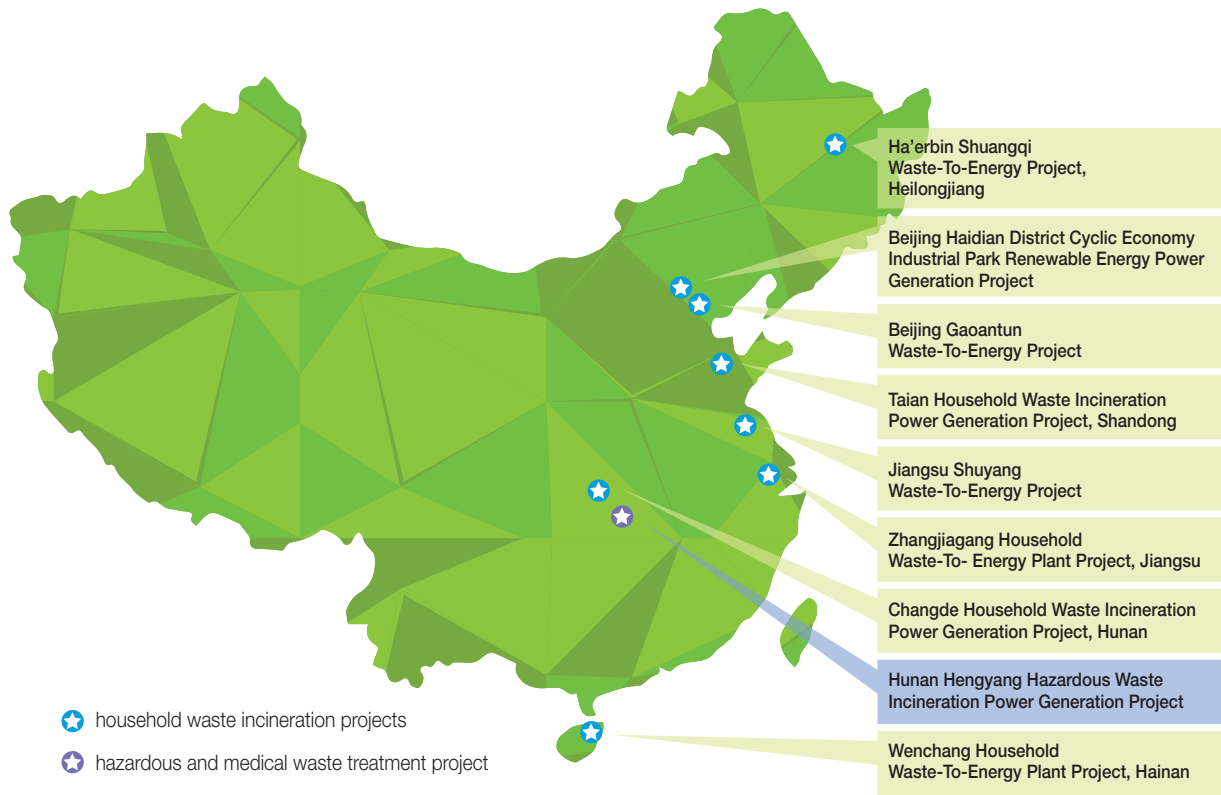 Ha’erbin Shuangqi
Waste-To-Energy Project,
Heilongjiang
Beijing Haidian District Cyclic Economy
Industrial Park Renewable Energy Power
Generation Project
Beijing Gaoantun
Waste-To-Energy Project
Taian Household Waste Incineration
Power Generation Project, Shandong
Jiangsu Shuyang
Waste-To-Energy Project
Zhangjiagang Household
Waste-To- Energy Plant Project, Jiangsu
Changde Household Waste Incineration
Power Generation Project, Hunan
Hunan Hengyang Hazardous Waste
Incineration Power Generation Project
Wenchang Household
Waste-To-Energy Plant Project, Hainan
household waste incineration projects
hazardous and medical waste treatment project